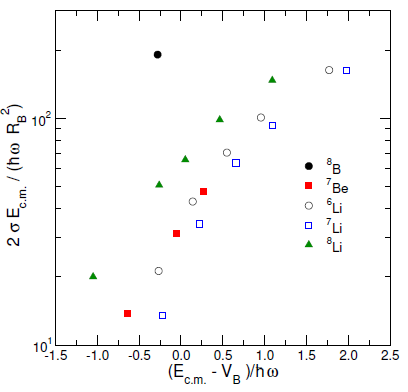 2 σ E_c.m. / (ħω R_B^2)
10^2
10^1
^8B
^7Be
^6Li
^7Li
^8Li
-1.5 -1.0 -0.5 0.0 0.5 1.0 1.5 2.0 2.5
(E_c.m. - V_B)/ħω